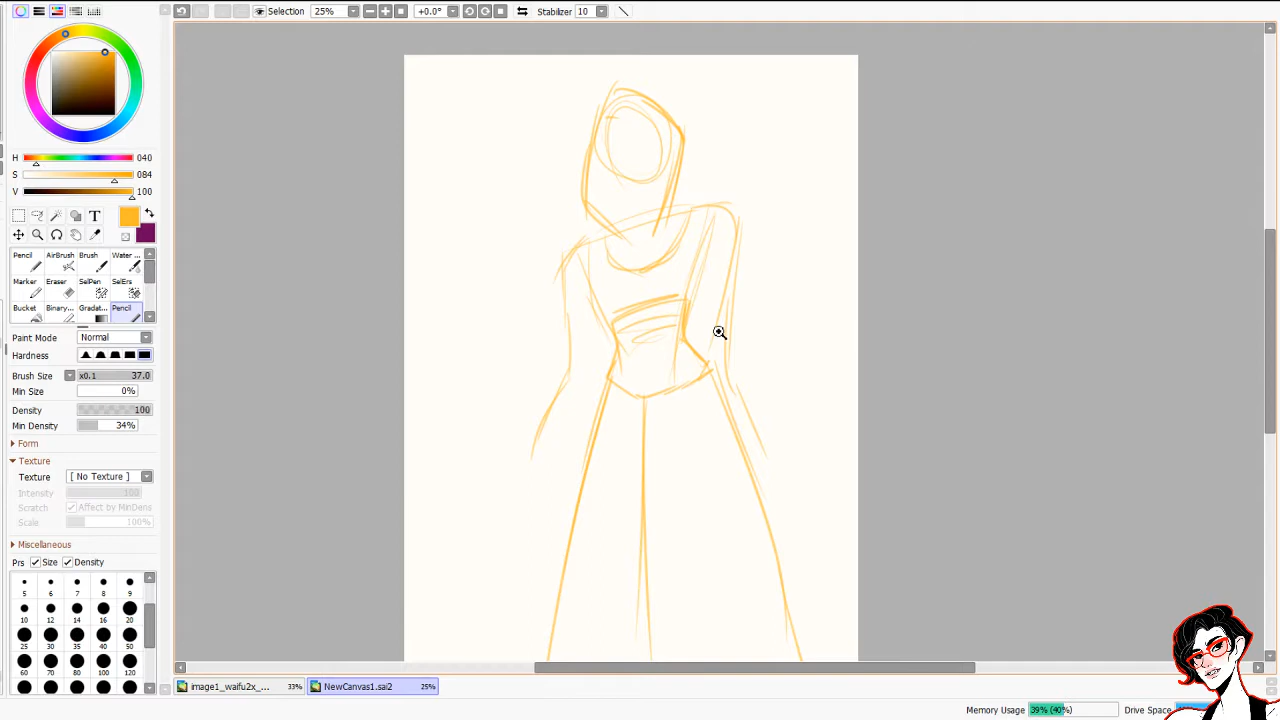 Selection 25% +0.0° Stabilizer 10
H 040
S 084
V 100
T
Pencil AirBrush Brush Water ...
Marker Eraser SelPen SelErs
Bucket Binary... Gradat... Pencil
Paint Mode Normal
Hardness
Brush Size x0.1 37.0
Min Size 0%
Density 100
Min Density 34%
Form
Texture
Texture [ No Texture ]
Intensity 100
Scratch Affect by MinDens
Scale 100%
Miscellaneous
Prs Size Density
5 6 7 8 9
10 12 14 16 20
25 30 35 40 50
60 70 80 100 120
image1_waifu2x_... 33% NewCanvas1.sai2 25%
Memory Usage 39% (40%) Drive Space